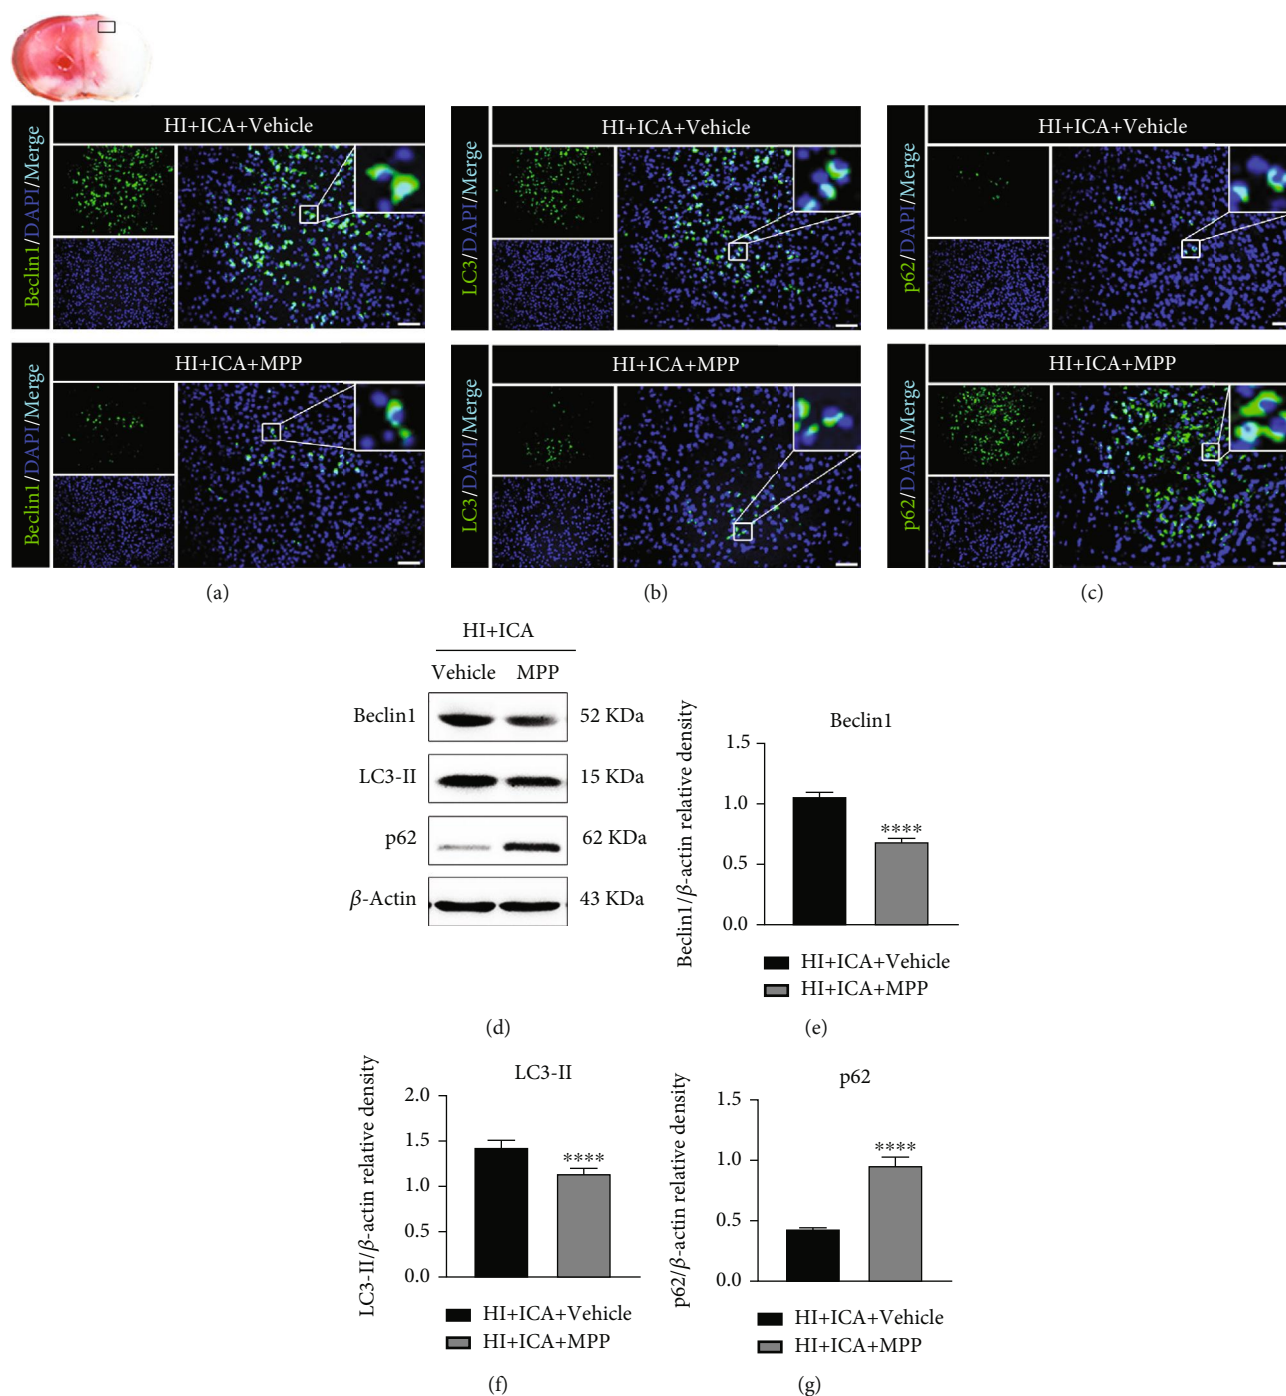 HI+ICA+Vehicle
Beclin1/DAPI/Merge
HI+ICA+Vehicle
LC3/DAPI/Merge
HI+ICA+Vehicle
p62/DAPI/Merge
HI+ICA+MPP
Beclin1/DAPI/Merge
HI+ICA+MPP
LC3/DAPI/Merge
HI+ICA+MPP
p62/DAPI/Merge
(a)
(b)
(c)
HI+ICA
Vehicle MPP
Beclin1 52 KDa
LC3-II 15 KDa
p62 62 KDa
β-Actin 43 KDa
(d)
Beclin1
Beclin1/β-actin relative density
1.5
1.0
0.5
0.0
****
HI+ICA+Vehicle
HI+ICA+MPP
(e)
LC3-II
LC3-II/β-actin relative density
2.0
1.5
1.0
0.5
0.0
****
HI+ICA+Vehicle
HI+ICA+MPP
(f)
p62
p62/β-actin relative density
1.5
1.0
0.5
0.0
****
HI+ICA+Vehicle
HI+ICA+MPP
(g)